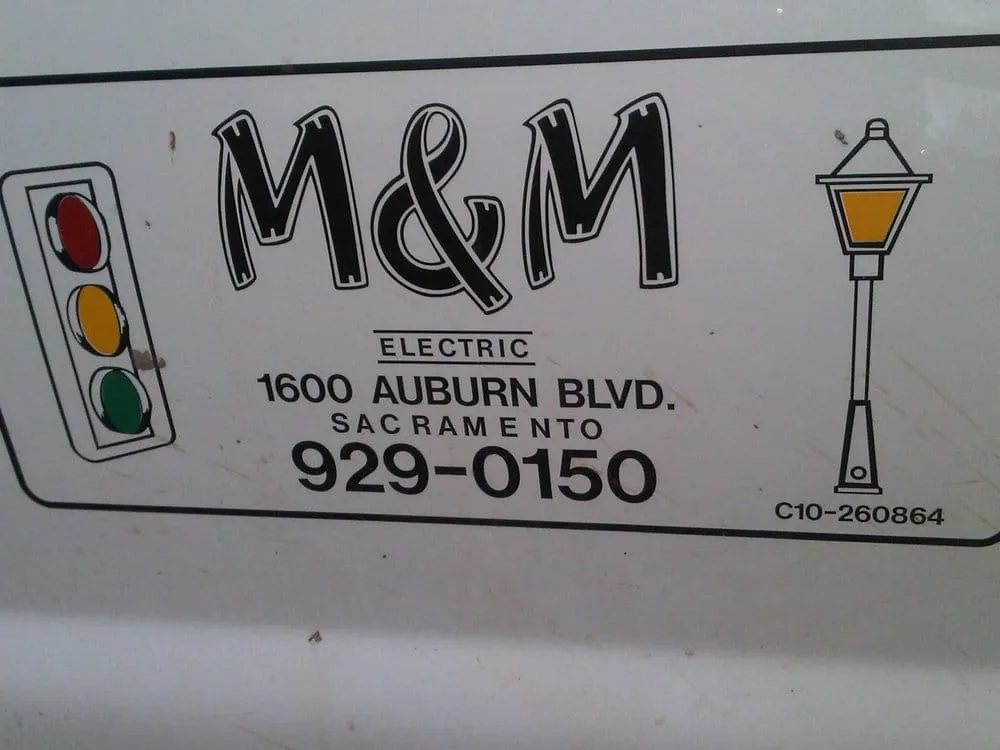 M&M
ELECTRIC
1600 AUBURN BLVD.
SACRAMENTO
929-0150
C10-260864